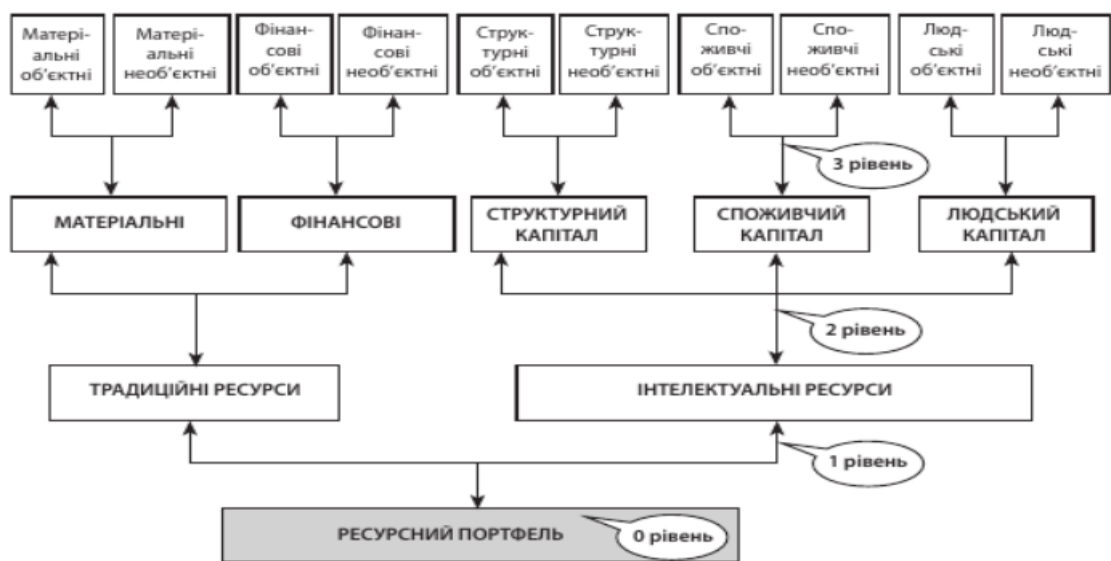 Матері-
альні
об'єктні
Матері-
альні
необ'єктні
Фінан-
сові
об'єктні
Фінан-
сові
необ'єктні
Струк-
турні
об'єктні
Струк-
турні
необ'єктні
Спо-
живчі
об'єктні
Спо-
живчі
необ'єктні
Люд-
ські
об'єктні
Люд-
ські
необ'єктні
3 рівень
МАТЕРІАЛЬНІ
ФІНАНСОВІ
СТРУКТУРНИЙ
КАПІТАЛ
СПОЖИВЧИЙ
КАПІТАЛ
ЛЮДСЬКИЙ
КАПІТАЛ
2 рівень
ТРАДИЦІЙНІ РЕСУРСИ
ІНТЕЛЕКТУАЛЬНІ РЕСУРСИ
1 рівень
РЕСУРСНИЙ ПОРТФЕЛЬ
0 рівень